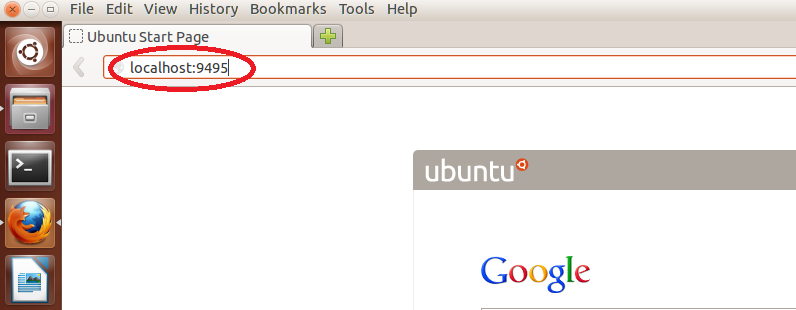 File Edit View History Bookmarks Tools Help
Ubuntu Start Page
localhost:9495
ubuntu
Google